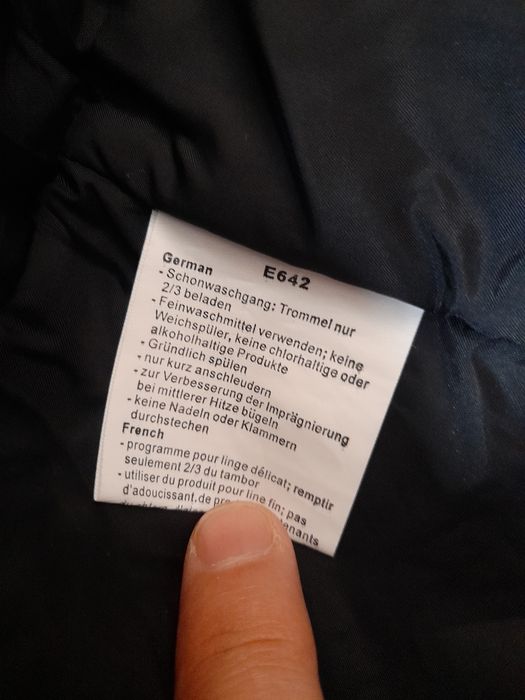 German E642
- Schonwaschgang: Trommel nur
2/3 beladen
- Feinwaschmittel verwenden; keine
Weichspüler, keine chlorhaltige oder
alkoholhaltige Produkte
- Gründlich spülen
- nur kurz anschleudern
- zur Verbesserung der Imprägnierung
bei mittlerer Hitze bügeln
- keine Nadeln oder Klammern
durchstechen
French
- programme pour linge délicat; remptir
seulement 2/3 du tambor
- utiliser du produit pour line fin; pas
d'adoucissant.de